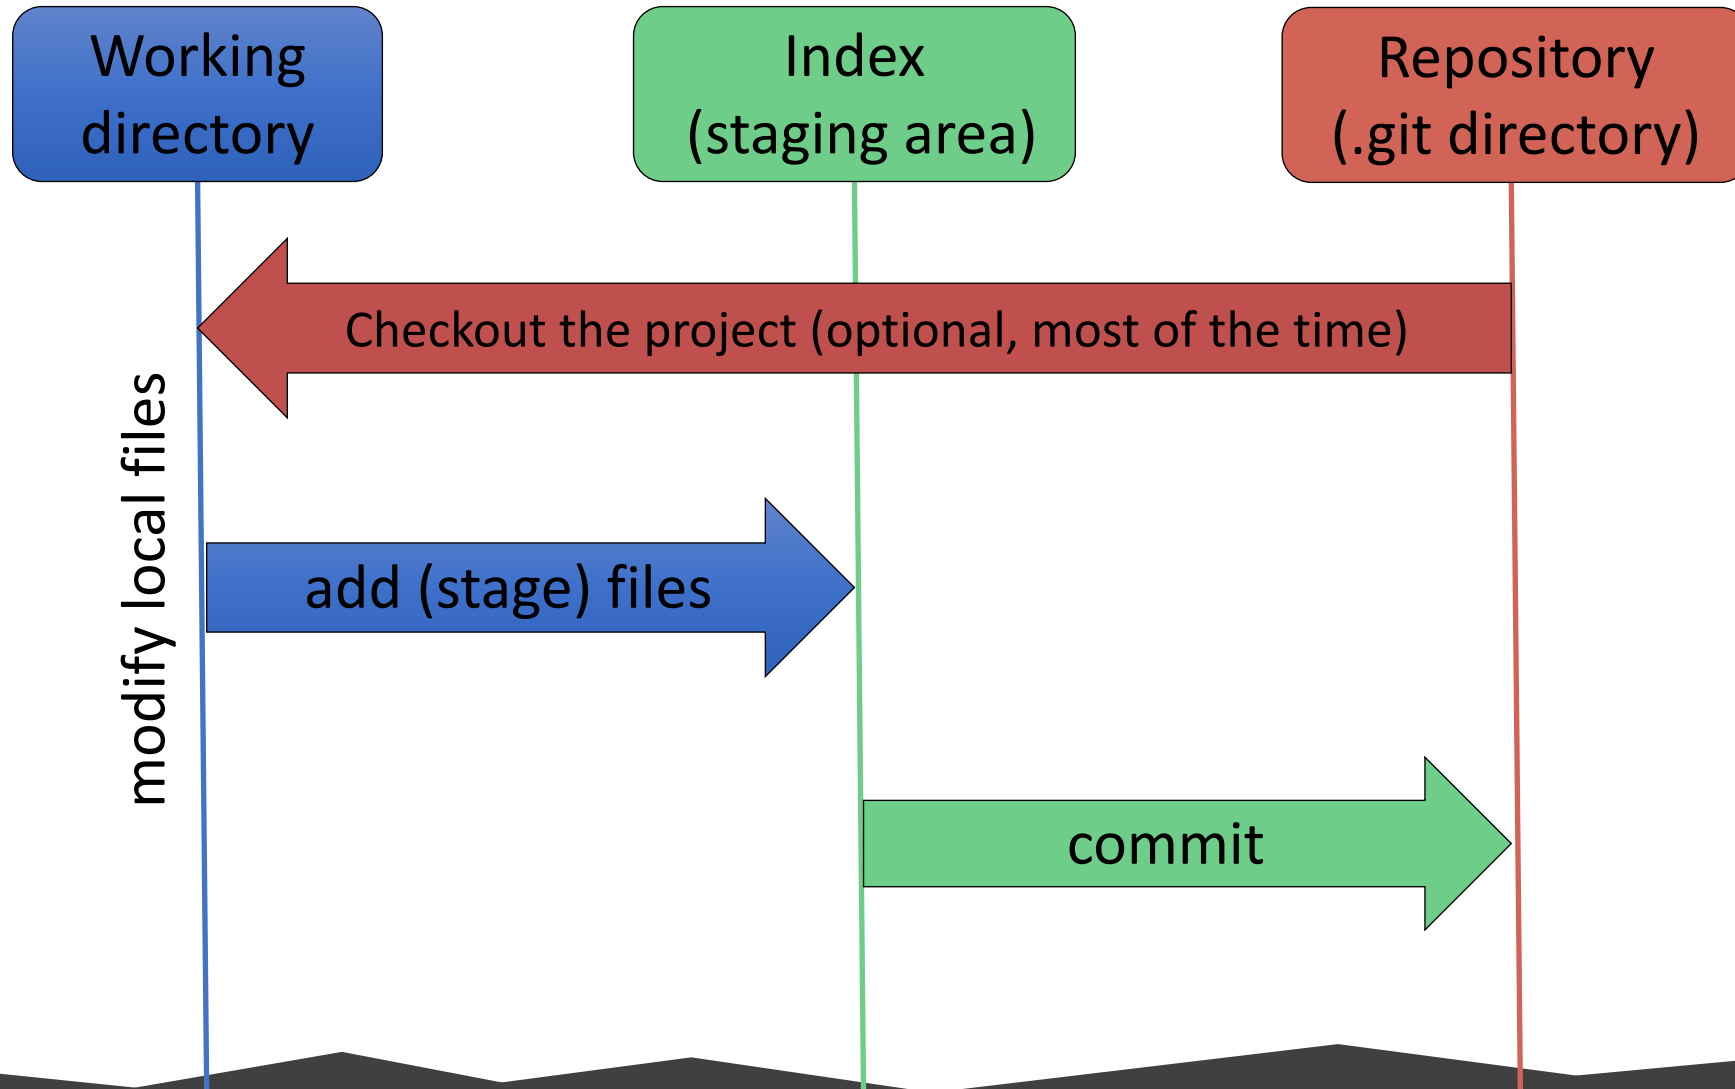 Working
directory
Index
(staging area)
Repository
(.git directory)
Checkout the project (optional, most of the time)
modify local files
add (stage) files
commit